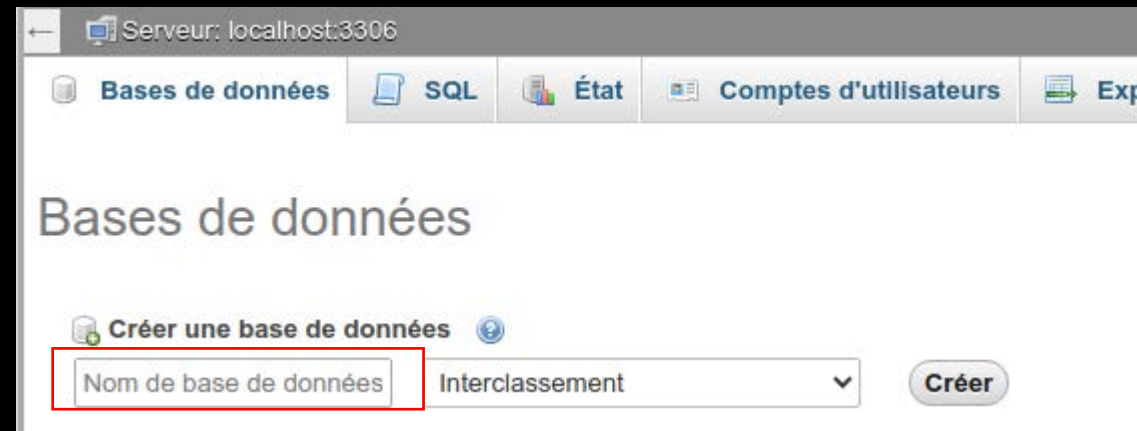 Serveur: localhost:3306
Bases de données SQL État Comptes d'utilisateurs Exp
Bases de données
Créer une base de données
Nom de base de données Interclassement Créer